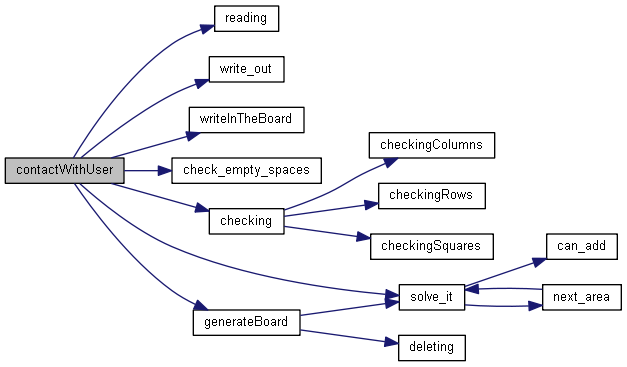 reading
write_out
writeInTheBoard
checkingColumns
contactWithUser
check_empty_spaces
checkingRows
checking
checkingSquares
can_add
solve_it
next_area
generateBoard
deleting